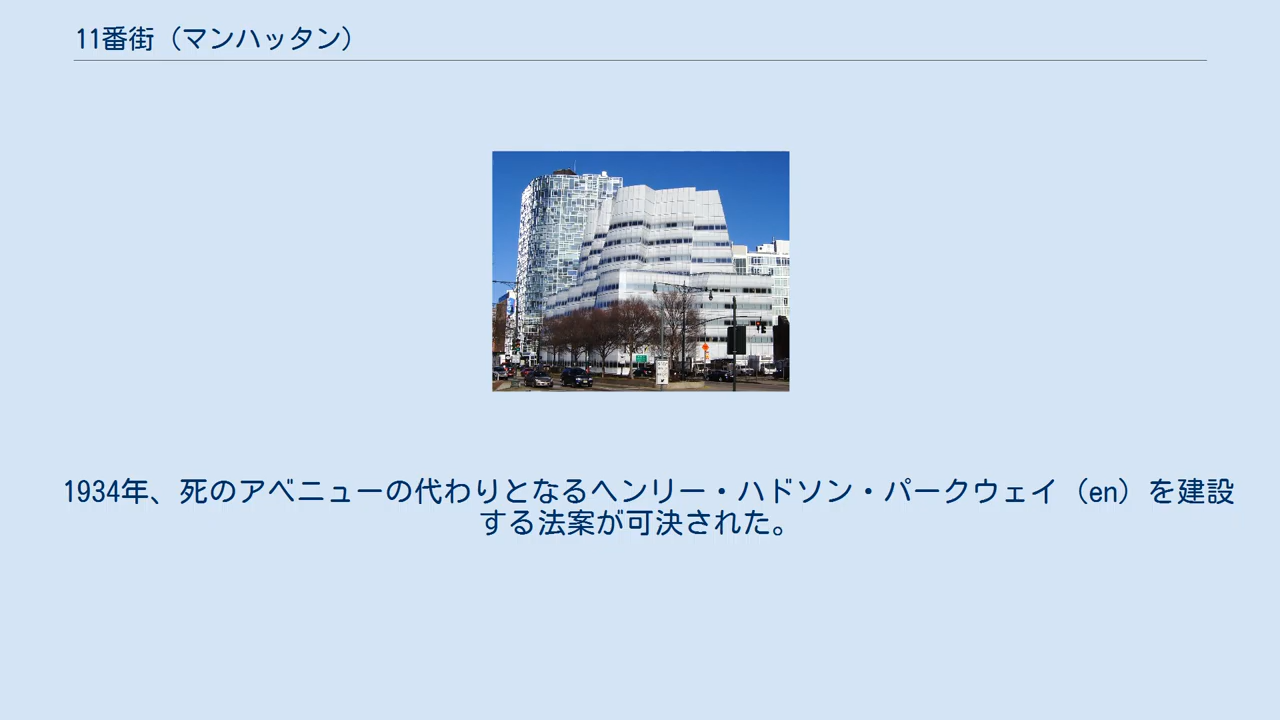 11番街（マンハッタン）
1934年、死のアベニューの代わりとなるヘンリー・ハドソン・パークウェイ（en）を建設
する法案が可決された。